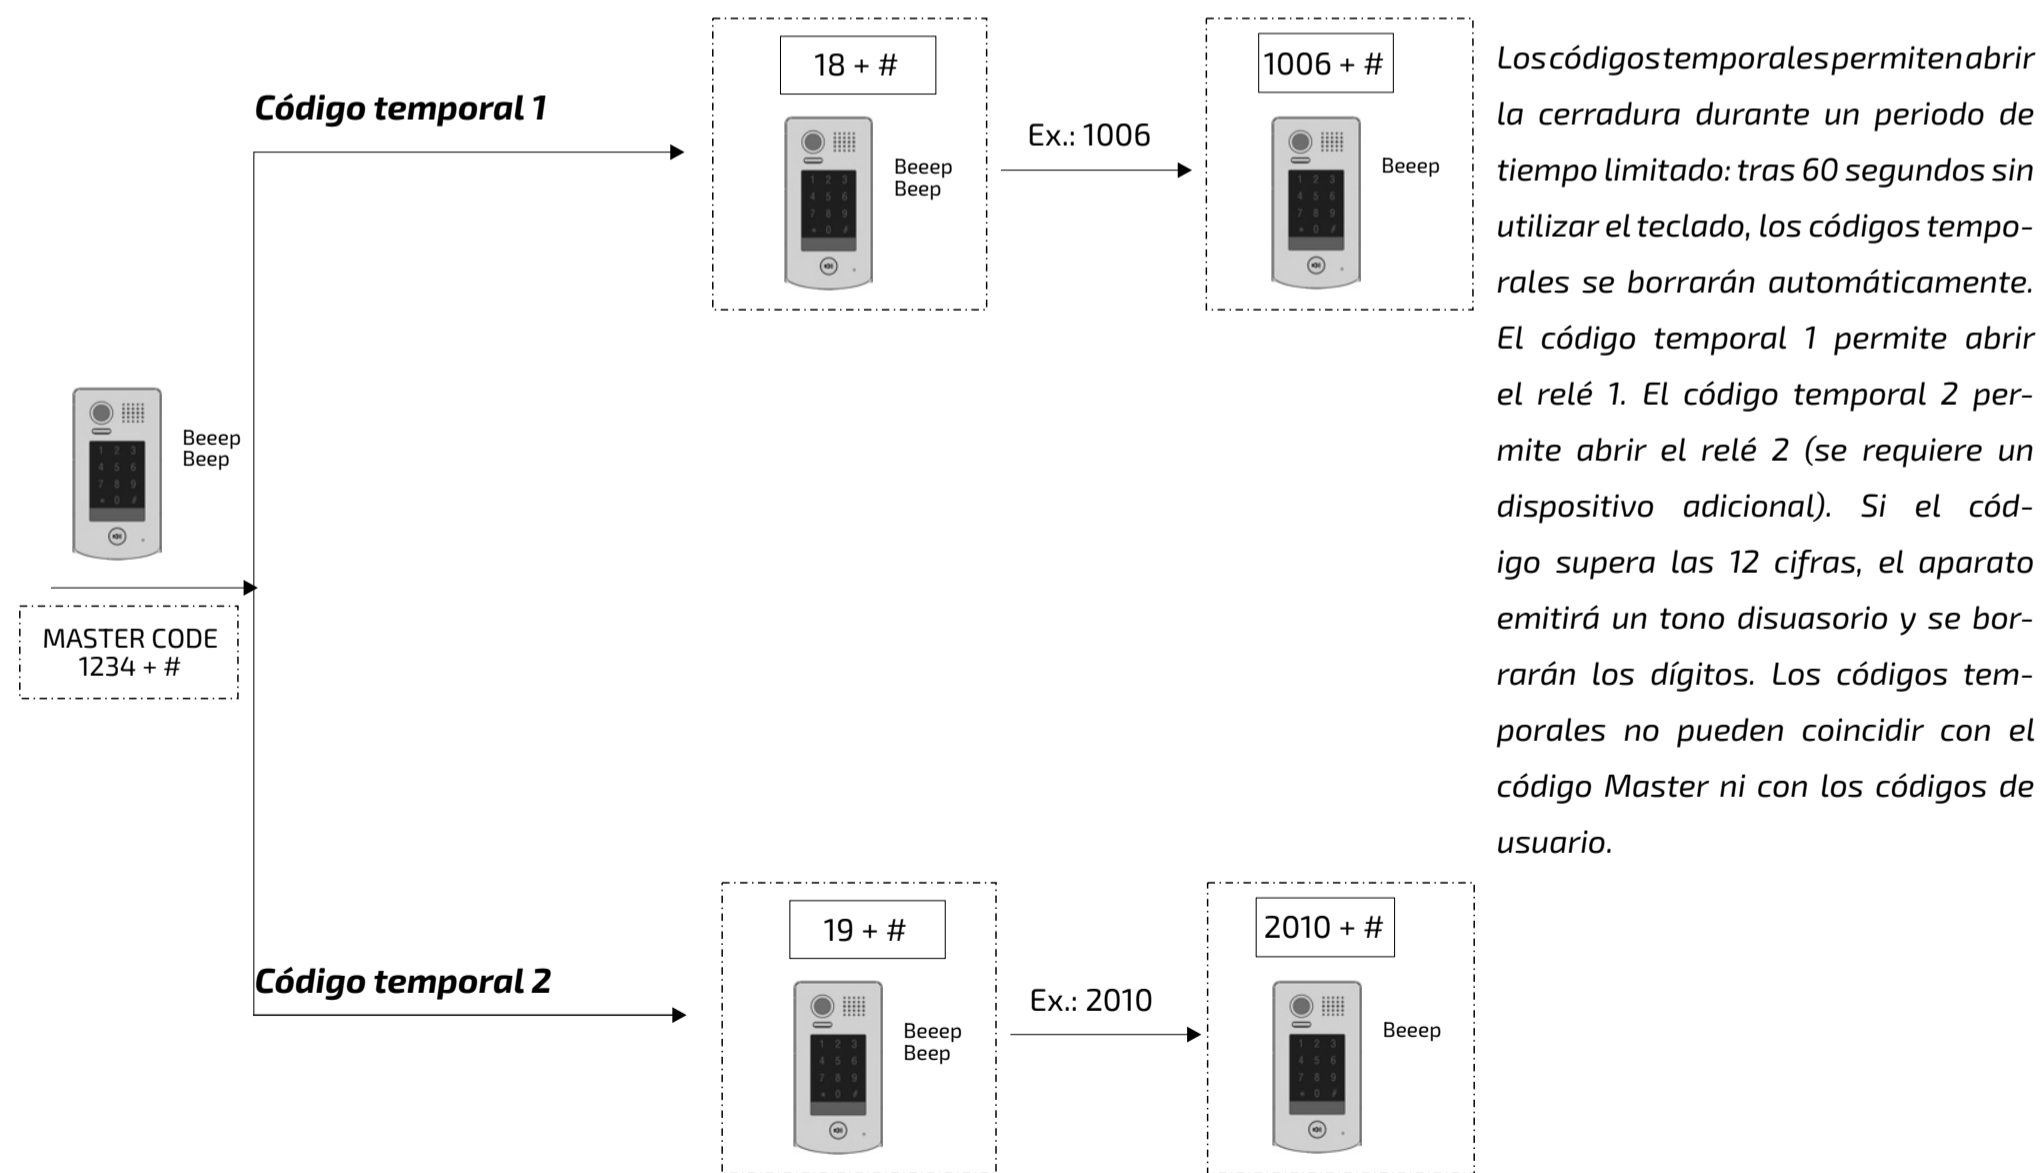 Código temporal 1
18 + #
Beeep
Beep
Ex.: 1006
1006 + #
Beeep
Beeep
Beep
MASTER CODE
1234 + #
Código temporal 2
19 + #
Beeep
Beep
Ex.: 2010
2010 + #
Beeep
Los códigos temporales permiten abrir
la cerradura durante un periodo de
tiempo limitado: tras 60 segundos sin
utilizar el teclado, los códigos tempo-
rales se borrarán automáticamente.
El código temporal 1 permite abrir
el relé 1. El código temporal 2 per-
mite abrir el relé 2 (se requiere un
dispositivo adicional). Si el cód-
igo supera las 12 cifras, el aparato
emitirá un tono disuasorio y se bor-
rarán los dígitos. Los códigos tem-
porales no pueden coincidir con el
código Master ni con los códigos de
usuario.